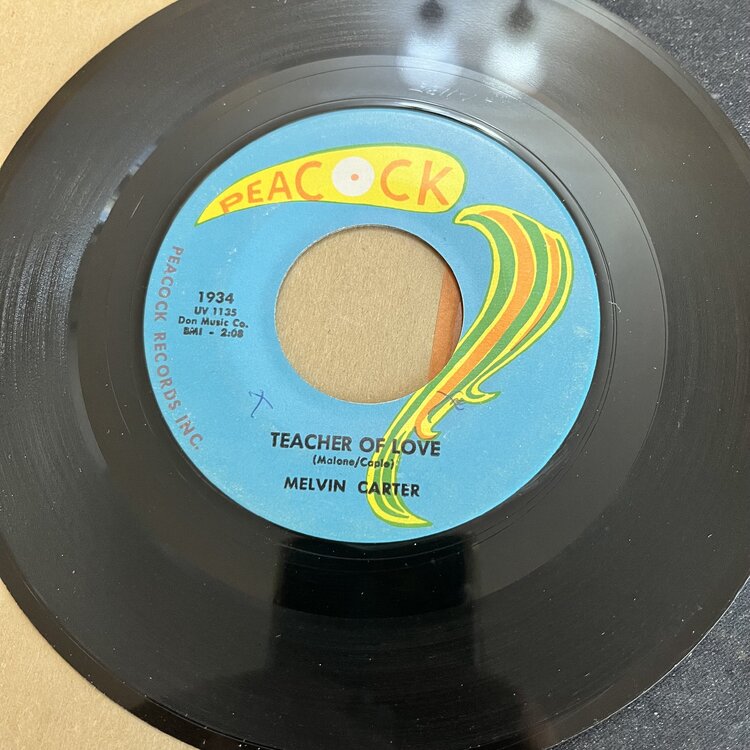 PEACOCK
PEACOCK RECORDS INC.
1934
UV 1135
Don Music Co.
BMI - 2:08
TEACHER OF LOVE
(Malone/Caple)
MELVIN CARTER